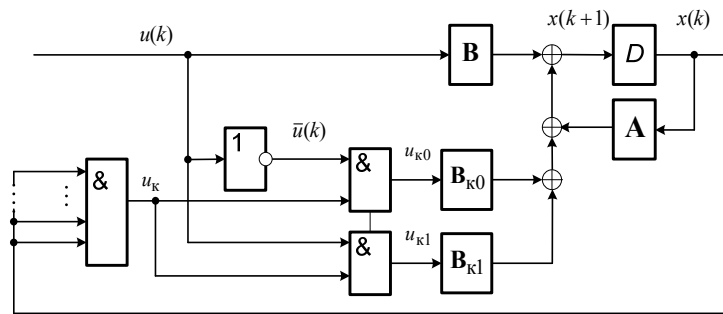 u(k)
x(k+1)
x(k)
B
D
1
ū(k)
A
&
u_к
&
u_к0
B_к0
&
u_к1
B_к1